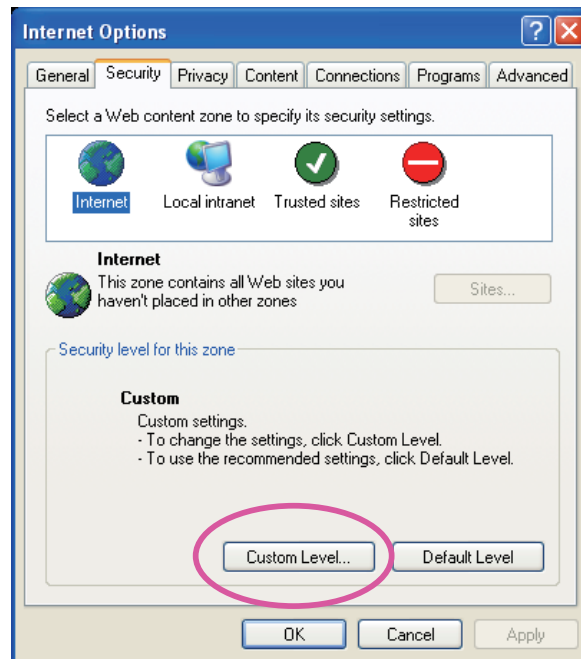 Internet Options
General Security Privacy Content Connections Programs Advanced
Select a Web content zone to specify its security settings.
Internet Local intranet Trusted sites Restricted
sites
Internet
This zone contains all Web sites you
haven't placed in other zones
Sites...
Security level for this zone
Custom
Custom settings.
- To change the settings, click Custom Level.
- To use the recommended settings, click Default Level.
Custom Level... Default Level
OK Cancel Apply